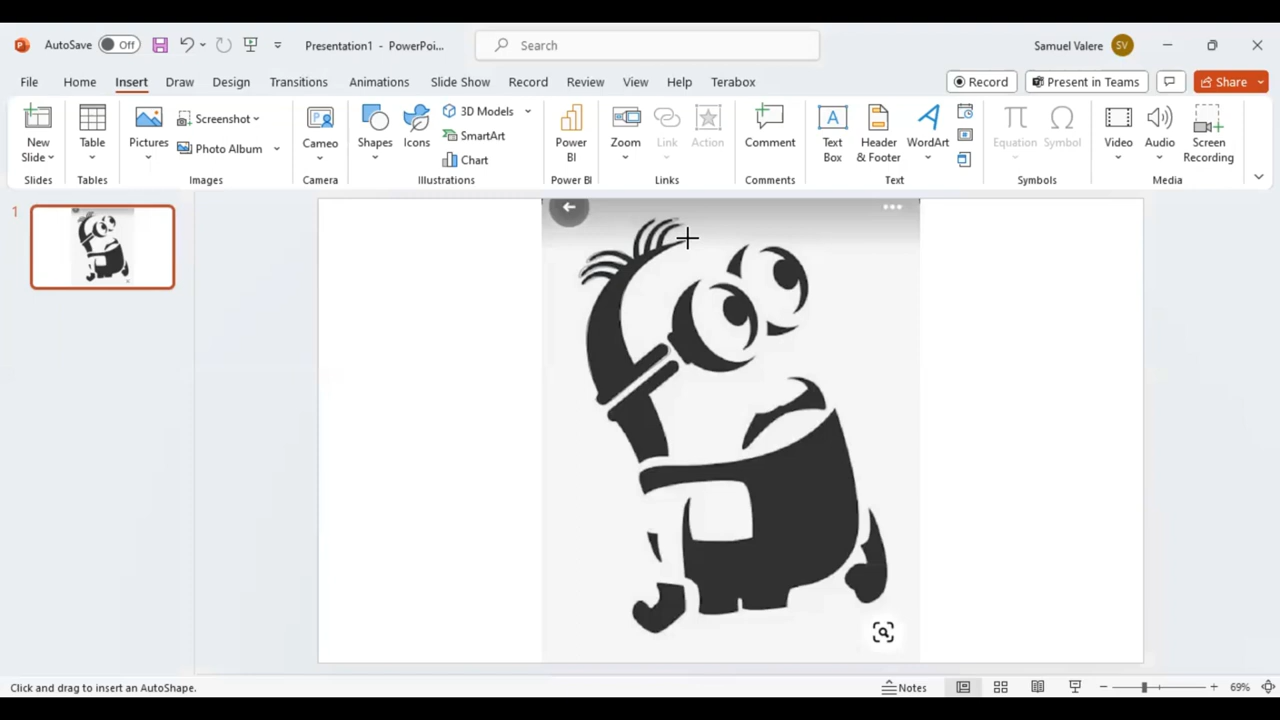 AutoSave Off Presentation1 - PowerPoi... Search Samuel Valere SV
File Home Insert Draw Design Transitions Animations Slide Show Record Review View Help Terabox Record Present in Teams Share
New Slide
Slides
Table
Tables
Pictures
Screenshot
Photo Album
Images
Cameo
Camera
Shapes
Icons
3D Models
SmartArt
Chart
Illustrations
Power BI
Power BI
Zoom
Link
Action
Links
Comment
Comments
Text Box
Header & Footer
WordArt
Text
Equation
Symbol
Symbols
Video
Audio
Screen Recording
Media
1
Click and drag to insert an AutoShape. Notes 69%